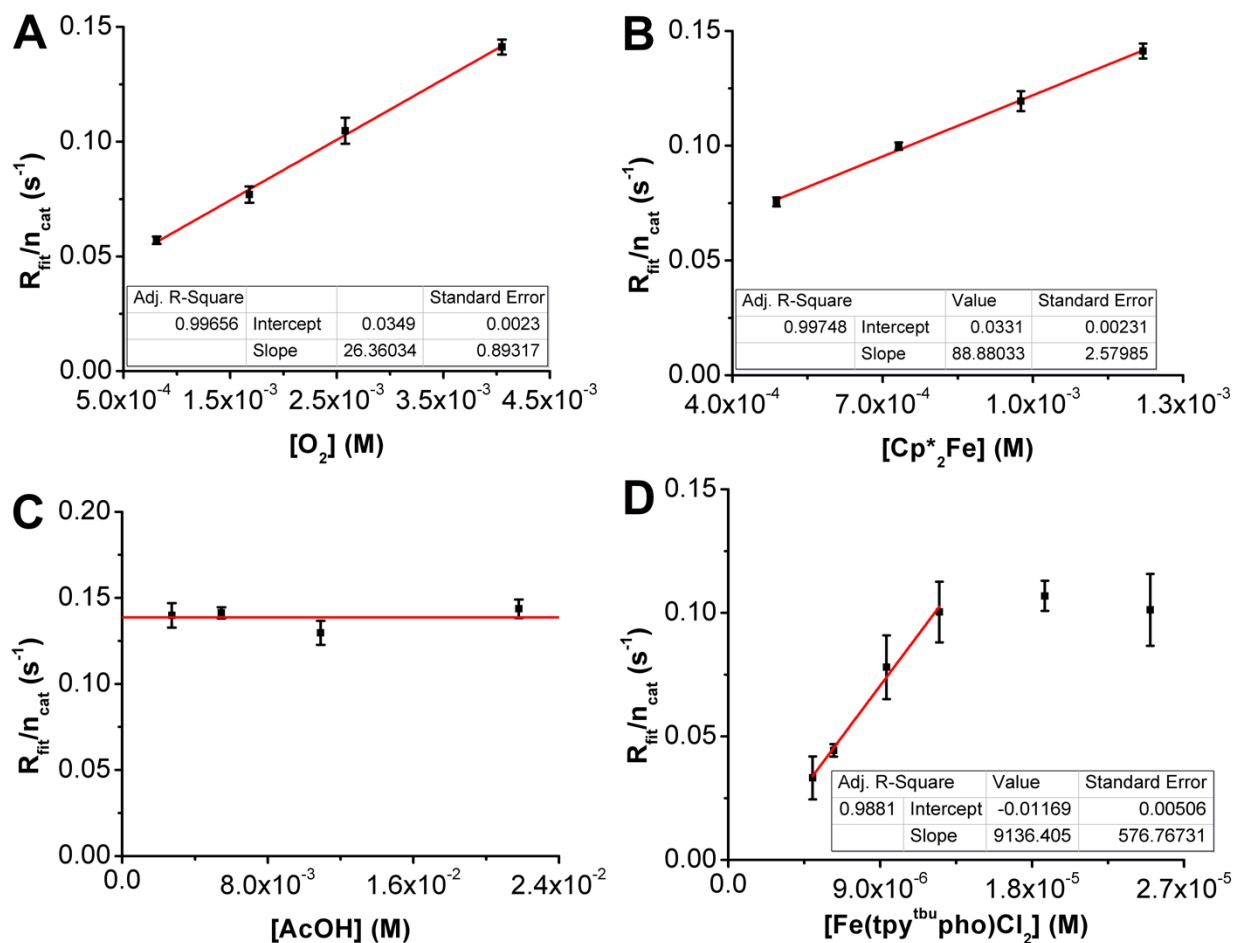 A
R_fit/n_cat (s⁻¹)
0.15
0.10
0.05
0.00
Adj. R-Square Standard Error
0.99656 Intercept 0.0349 0.0023
Slope 26.36034 0.89317
5.0x10⁻⁴ 1.5x10⁻³ 2.5x10⁻³ 3.5x10⁻³ 4.5x10⁻³
[O₂] (M)
B
R_fit/n_cat (s⁻¹)
0.15
0.10
0.05
0.00
Adj. R-Square Value Standard Error
0.99748 Intercept 0.0331 0.00231
Slope 88.88033 2.57985
4.0x10⁻⁴ 7.0x10⁻⁴ 1.0x10⁻³ 1.3x10⁻³
[Cp*₂Fe] (M)
C
R_fit/n_cat (s⁻¹)
0.20
0.15
0.10
0.05
0.00
0.0 8.0x10⁻³ 1.6x10⁻² 2.4x10⁻²
[AcOH] (M)
D
R_fit/n_cat (s⁻¹)
0.15
0.10
0.05
0.00
Adj. R-Square Value Standard Error
0.9881 Intercept -0.01169 0.00506
Slope 9136.405 576.76731
0.0 9.0x10⁻⁶ 1.8x10⁻⁵ 2.7x10⁻⁵
[Fe(tpy^tbu pho)Cl₂] (M)